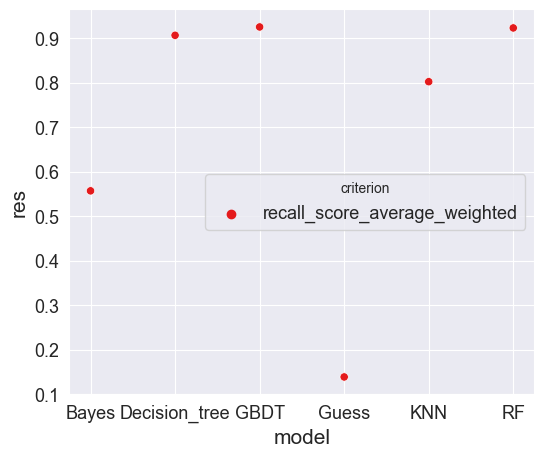 0.9
0.8
0.7
0.6
0.5
0.4
0.3
0.2
0.1
res
criterion
recall_score_average_weighted
Bayes Decision_tree GBDT Guess KNN RF
model